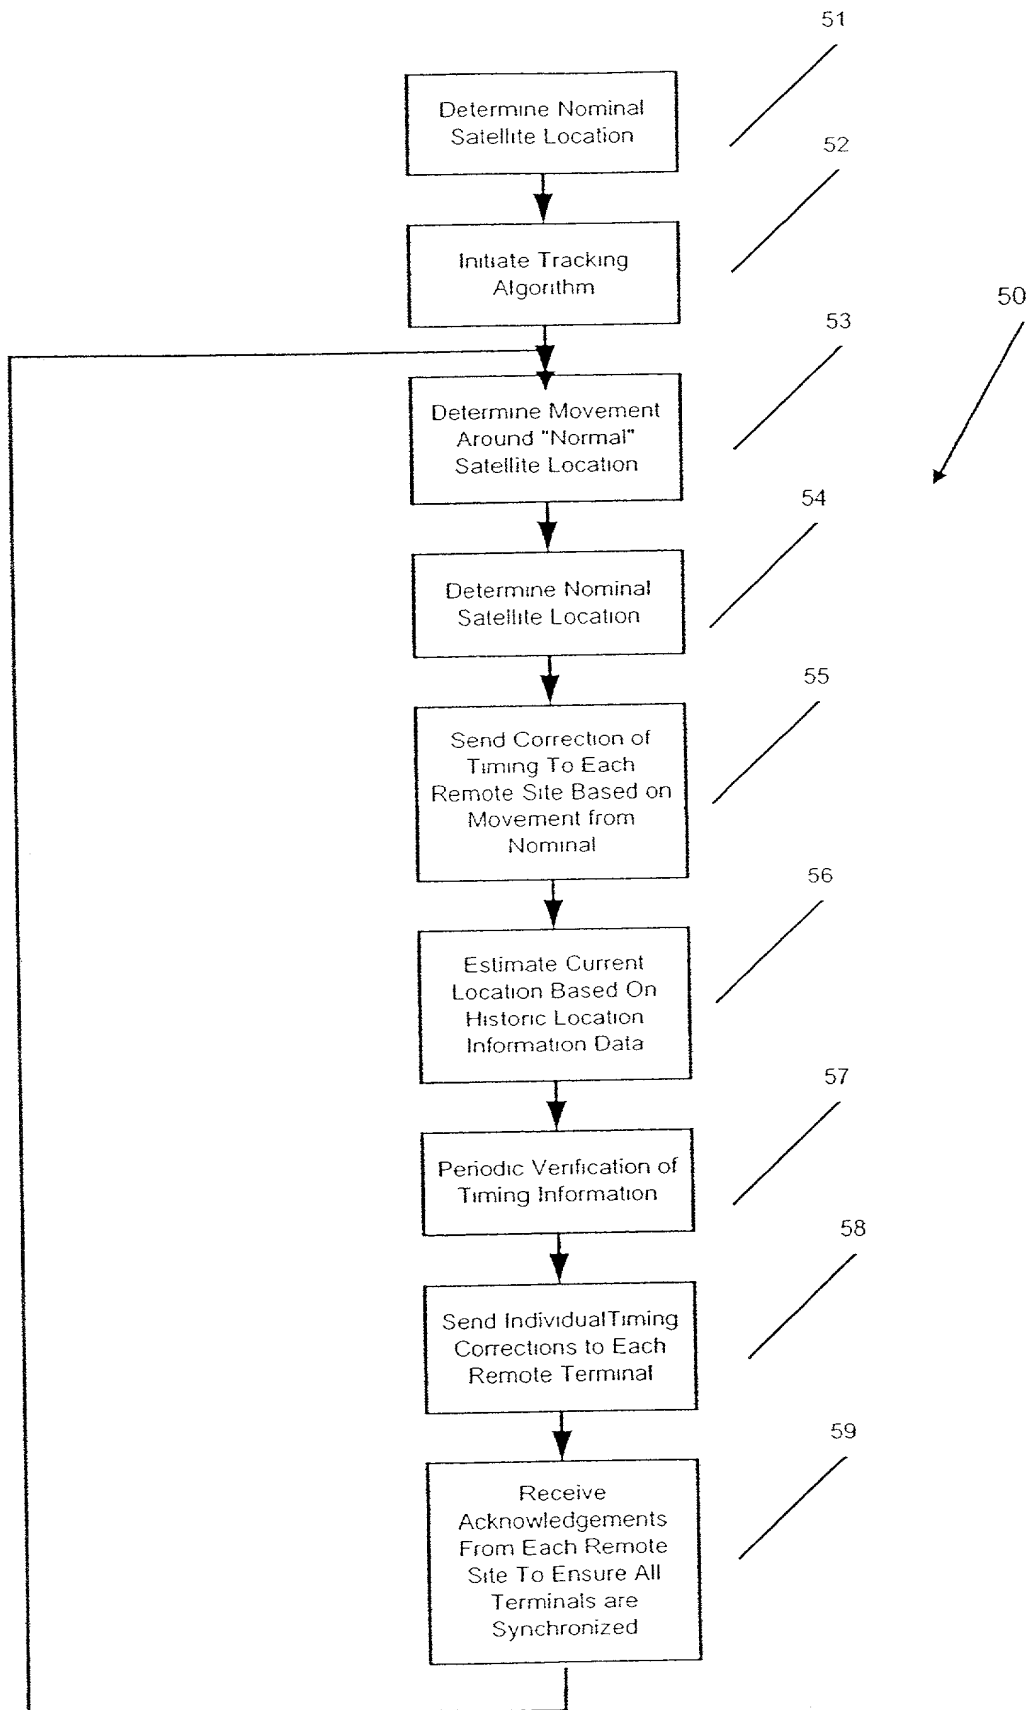 51
Determine Nominal
Satellite Location
52
Initiate Tracking
Algorithm
50
53
Determine Movement
Around "Normal"
Satellite Location
54
Determine Nominal
Satellite Location
55
Send Correction of
Timing To Each
Remote Site Based on
Movement from
Nominal
56
Estimate Current
Location Based On
Historic Location
Information Data
57
Periodic Verification of
Timing Information
58
Send IndividualTiming
Corrections to Each
Remote Terminal
59
Receive
Acknowledgements
From Each Remote
Site To Ensure All
Terminals are
Synchronized